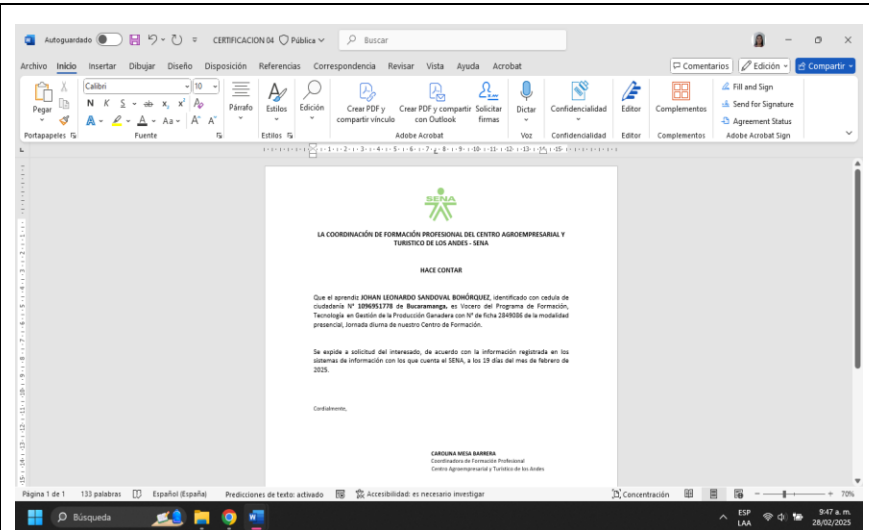 Autoguardado
CERTIFICACION 04
Pública
Buscar
Archivo Inicio Insertar Dibujar Diseño Disposición Referencias Correspondencia Revisar Vista Ayuda Acrobat
Comentarios Edición Compartir
Calibri 10
Pegar
N K S ab x, x²
A A Aa A A
Párrafo Estilos Edición
Crear PDF y compartir vínculo
Crear PDF y compartir con Outlook
Solicitar firmas
Dictar Confidencialidad Editor Complementos
Fill and Sign
Send for Signature
Agreement Status
Portapapeles Fuente Estilos Adobe Acrobat Voz Confidencialidad Editor Complementos Adobe Acrobat Sign
SENA
LA COORDINACIÓN DE FORMACIÓN PROFESIONAL DEL CENTRO AGROEMPRESARIAL Y
TURISTICO DE LOS ANDES - SENA
HACE CONTAR
Que el aprendiz JOHAN LEONARDO SANDOVAL BOHÓRQUEZ, identificado con cedula de
ciudadanía N° 1096951778 de Bucaramanga, es Vocero del Programa de Formación,
Tecnología en Gestión de la Producción Ganadera con N° de ficha 2849086 de la modalidad
presencial, Jornada diurna de nuestro Centro de Formación.
Se expide a solicitud del interesado, de acuerdo con la información registrada en los
sistemas de información con los que cuenta el SENA, a los 19 días del mes de febrero de
2025.
Cordialmente,
CAROLINA MESA BARRERA
Coordinadora de Formación Profesional
Centro Agroempresarial y Turístico de los Andes
Página 1 de 1 133 palabras Español (España) Predicciones de texto: activado Accesibilidad: es necesario investigar Concentración 70%
Búsqueda
ESP
LAA
9:47 a. m.
28/02/2025